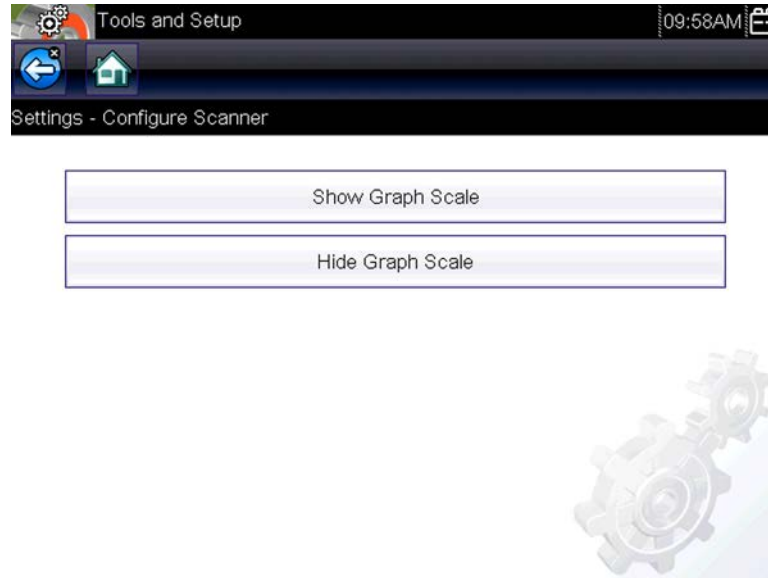 Tools and Setup 09:58AM
Settings - Configure Scanner
Show Graph Scale
Hide Graph Scale